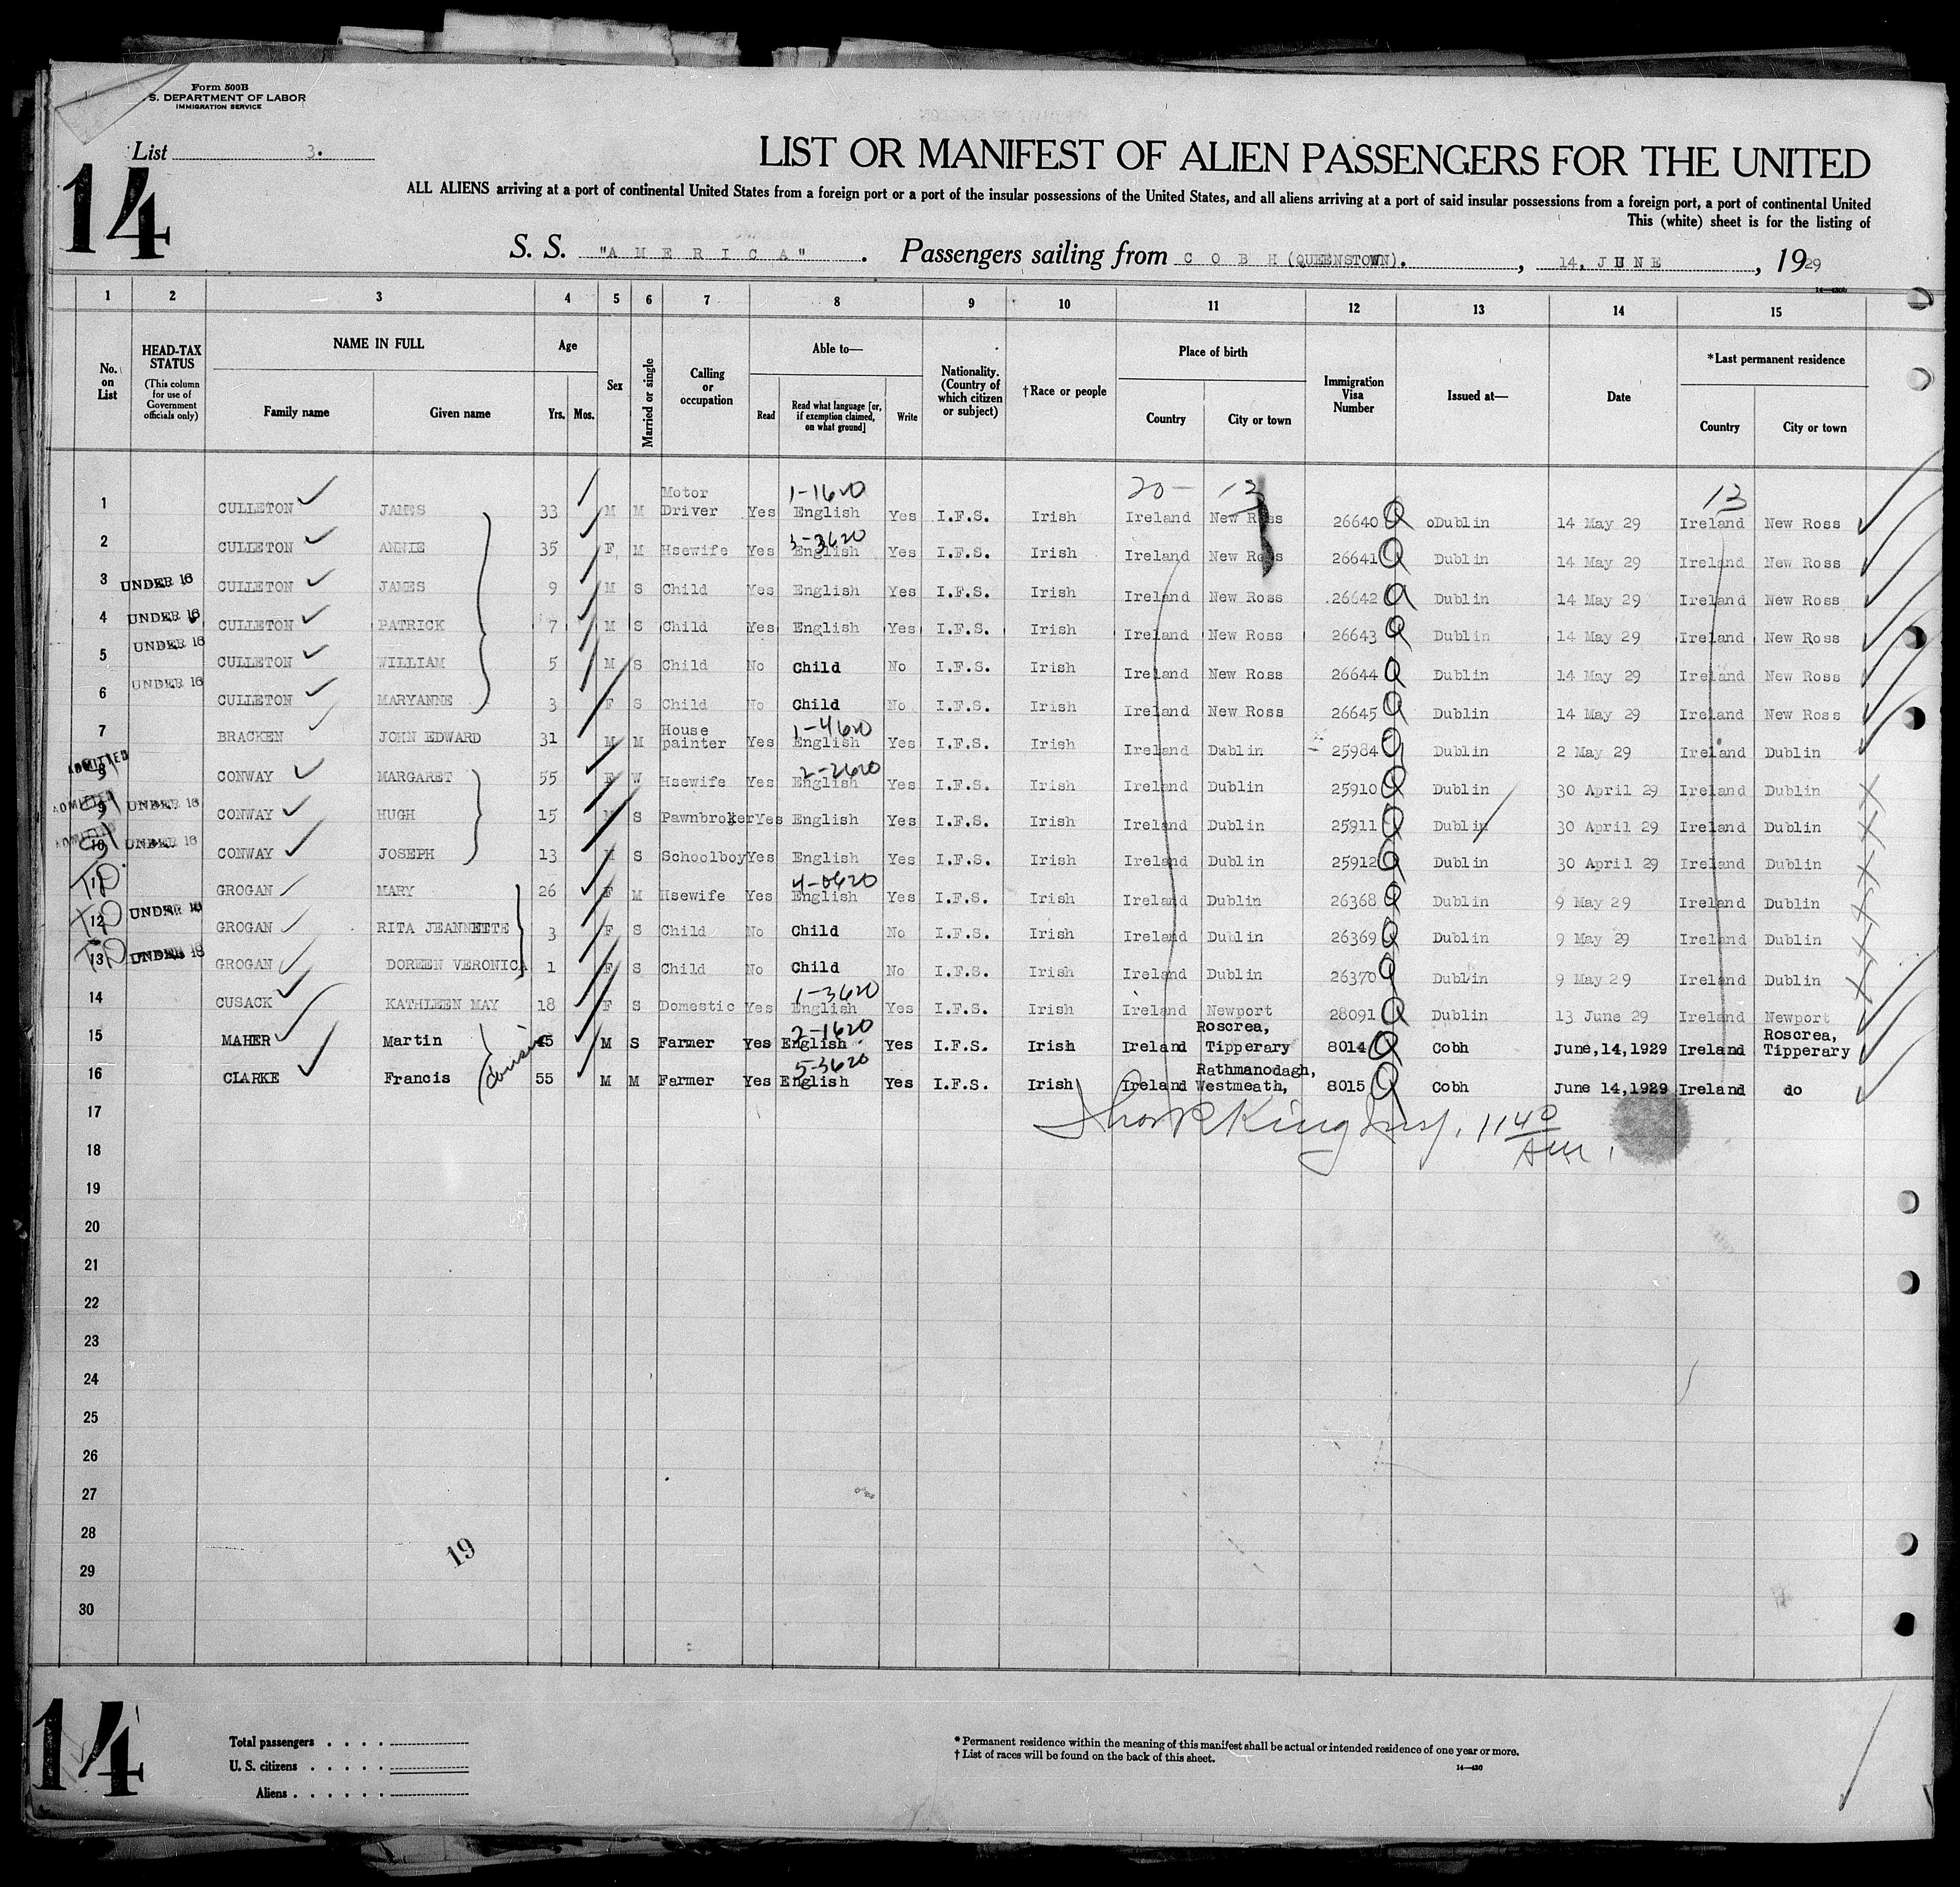 Form 500B
S. DEPARTMENT OF LABOR
IMMIGRATION SERVICE
List 3.
14
LIST OR MANIFEST OF ALIEN PASSENGERS FOR THE UNITED
ALL ALIENS arriving at a port of continental United States from a foreign port or a port of the insular possessions of the United States, and all aliens arriving at a port of said insular possessions from a foreign port, a port of continental United
This (white) sheet is for the listing of
S. S. "A M E R I C A". Passengers sailing from C O B H (QUEENSTOWN)., 14, J U N E, 1929
14—430b
1 2 3 4 5 6 7 8 9 10 11 12 13 14 15
No. on List
HEAD-TAX STATUS (This column for use of Government officials only)
NAME IN FULL
Family name Given name
Age
Yrs. Mos.
Sex
Married or single
Calling or occupation
Able to—
Read Read what language [or, if exemption claimed, on what ground] Write
Nationality. (Country of which citizen or subject)
†Race or people
Place of birth
Country City or town
Immigration Visa Number
Issued at—
Date
*Last permanent residence
Country City or town
20- 13 13
1 CULLETON JAMES 33 M M Motor Driver Yes 1-1620 English Yes I.F.S. Irish Ireland New Ross 26640 Dublin 14 May 29 Ireland New Ross
2 CULLETON ANNIE 35 F M Hsewife Yes 3-3620 English Yes I.F.S. Irish Ireland New Ross 26641 Dublin 14 May 29 Ireland New Ross
3 UNDER 16 CULLETON JAMES 9 M S Child Yes English Yes I.F.S. Irish Ireland New Ross 26642 Dublin 14 May 29 Ireland New Ross
4 UNDER 16 CULLETON PATRICK 7 M S Child Yes English Yes I.F.S. Irish Ireland New Ross 26643 Dublin 14 May 29 Ireland New Ross
5 UNDER 16 CULLETON WILLIAM 5 M S Child No Child No I.F.S. Irish Ireland New Ross 26644 Dublin 14 May 29 Ireland New Ross
6 UNDER 16 CULLETON MARYANNE 3 F S Child No Child No I.F.S. Irish Ireland New Ross 26645 Dublin 14 May 29 Ireland New Ross
7 BRACKEN JOHN EDWARD 31 M M House painter Yes 1-4620 English Yes I.F.S. Irish Ireland Dublin 25984 Dublin 2 May 29 Ireland Dublin
ADMITTED 8 CONWAY MARGARET 55 F W Hsewife Yes 2-2620 English Yes I.F.S. Irish Ireland Dublin 25910 Dublin 30 April 29 Ireland Dublin
ADMITTED 9 UNDER 16 CONWAY HUGH 15 M S Pawnbroker Yes English Yes I.F.S. Irish Ireland Dublin 25911 Dublin 30 April 29 Ireland Dublin
ADMITTED 10 UNDER 16 CONWAY JOSEPH 13 M S Schoolboy Yes English Yes I.F.S. Irish Ireland Dublin 25912 Dublin 30 April 29 Ireland Dublin
11 GROGAN MARY 26 F M Hsewife Yes 4-0620 English Yes I.F.S. Irish Ireland Dublin 26368 Dublin 9 May 29 Ireland Dublin
12 UNDER 16 GROGAN RITA JEANNETTE 3 F S Child No Child No I.F.S. Irish Ireland Dublin 26369 Dublin 9 May 29 Ireland Dublin
13 UNDER 16 GROGAN DOREEN VERONICA 1 F S Child No Child No I.F.S. Irish Ireland Dublin 26370 Dublin 9 May 29 Ireland Dublin
14 CUSACK KATHLEEN MAY 18 F S Domestic Yes 1-3620 English Yes I.F.S. Irish Ireland Newport 28091 Dublin 13 June 29 Ireland Newport
15 MAHER Martin 45 M S Farmer Yes 2-1620 English Yes I.F.S. Irish Ireland Roscrea, Tipperary 8014 Cobh June,14,1929 Ireland Roscrea, Tipperary
16 CLARKE Francis 55 M M Farmer Yes 5-3620 English Yes I.F.S. Irish Ireland Rathmanodagh, Westmeath, 8015 Cobh June 14,1929 Ireland do
17
18
19
20
21
22
23
24
25
26
27
28
29
30
19
14
Total passengers
U. S. citizens
Aliens
* Permanent residence within the meaning of this manifest shall be actual or intended residence of one year or more.
† List of races will be found on the back of this sheet.
14—430